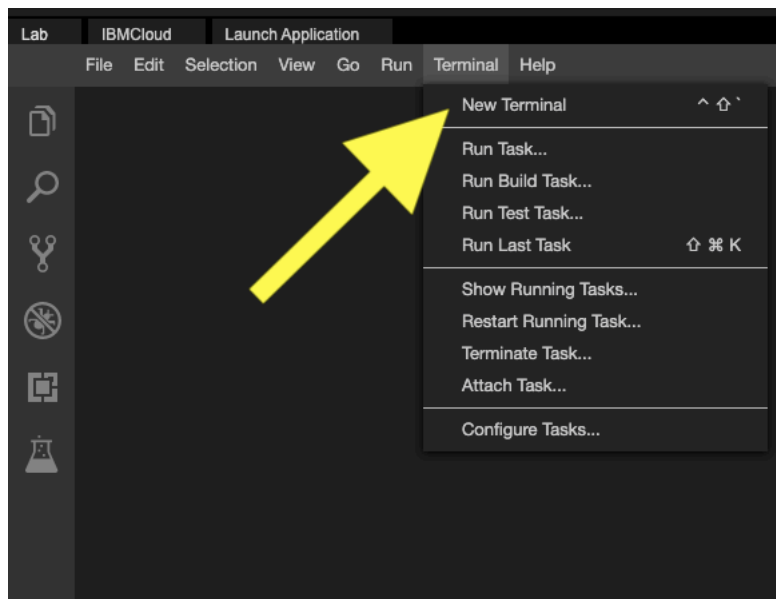 Lab IBMCloud Launch Application
File Edit Selection View Go Run Terminal Help
New Terminal ^ ⇧ `
Run Task...
Run Build Task...
Run Test Task...
Run Last Task ⇧ ⌘ K
Show Running Tasks...
Restart Running Task...
Terminate Task...
Attach Task...
Configure Tasks...